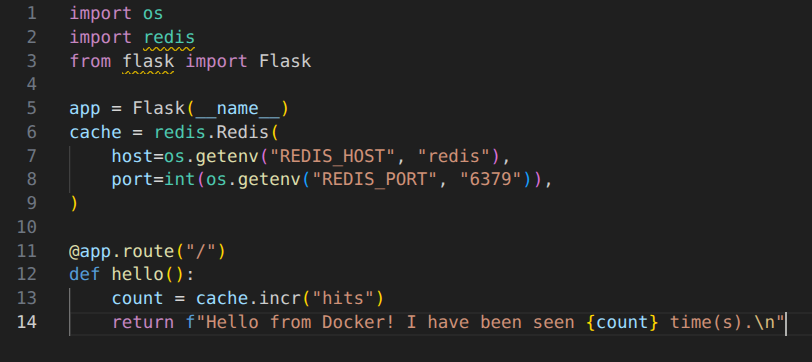 1 import os
2 import redis
3 from flask import Flask
4
5 app = Flask(__name__)
6 cache = redis.Redis(
7     host=os.getenv("REDIS_HOST", "redis"),
8     port=int(os.getenv("REDIS_PORT", "6379")),
9 )
10
11 @app.route("/")
12 def hello():
13     count = cache.incr("hits")
14     return f"Hello from Docker! I have been seen {count} time(s).\n"